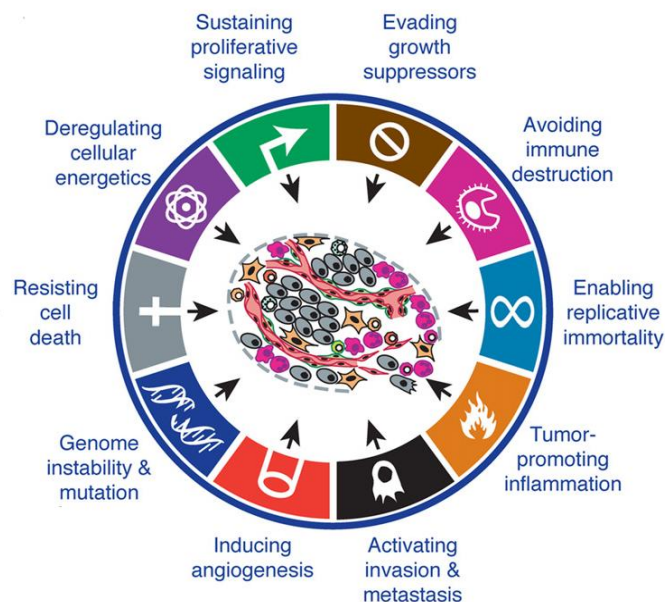 Sustaining
proliferative
signaling
Evading
growth
suppressors
Avoiding
immune
destruction
Enabling
replicative
immortality
Tumor-
promoting
inflammation
Activating
invasion &
metastasis
Inducing
angiogenesis
Genome
instability &
mutation
Resisting
cell
death
Deregulating
cellular
energetics